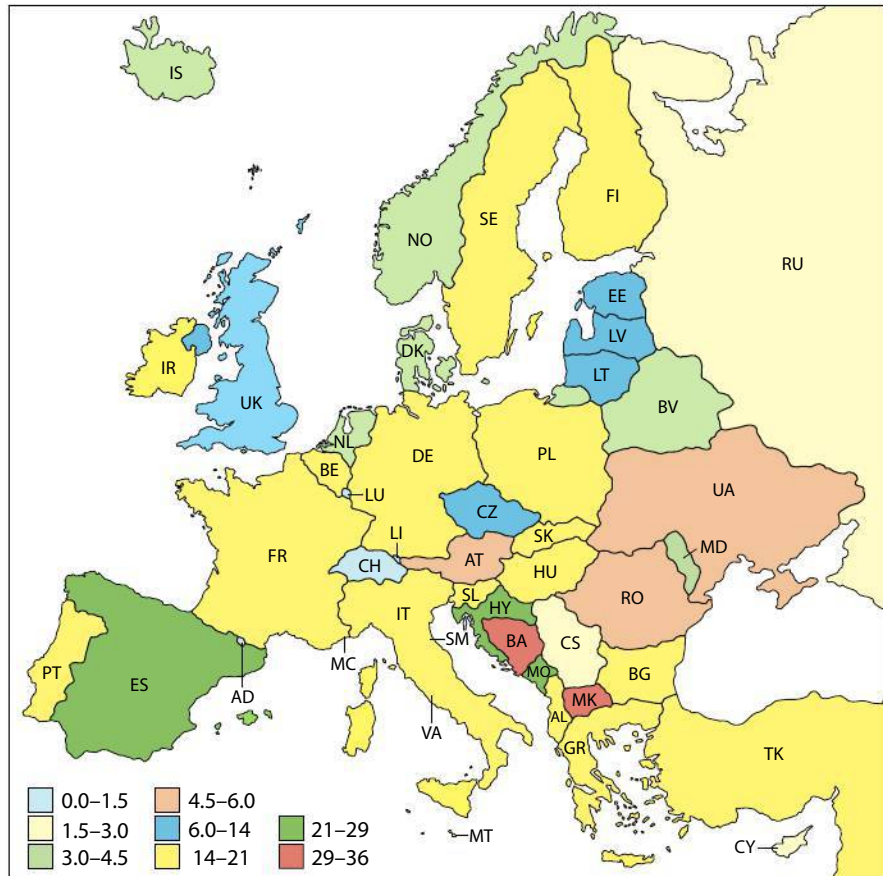 IS
SE
FI
NO
RU
EE
LV
DK
LT
IR
UK
BV
NL
DE
PL
BE
UA
LU
CZ
LI
SK
MD
FR
CH
AT
HU
RO
SL
IT
HY
SM
BA
CS
MC
MO
BG
PT
ES
AD
MK
AL
VA
GR
TK
0.0–1.5
4.5–6.0
1.5–3.0
6.0–14
21–29
MT
CY
3.0–4.5
14–21
29–36